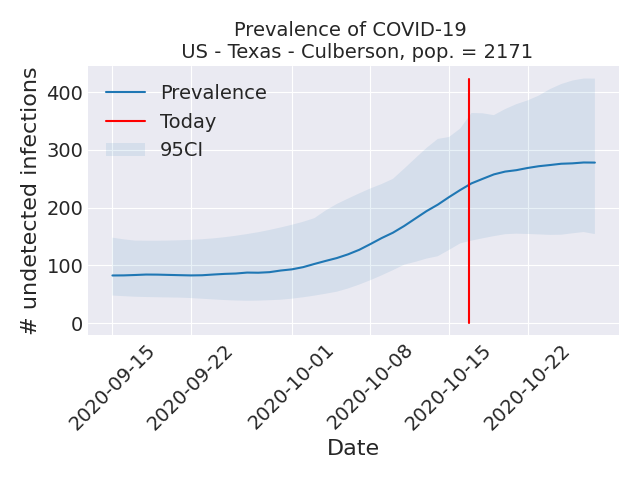 Prevalence of COVID-19
US - Texas - Culberson, pop. = 2171
# undetected infections
400
300
200
100
0
Prevalence
Today
95CI
2020-09-15
2020-09-22
2020-10-01
2020-10-08
2020-10-15
2020-10-22
Date